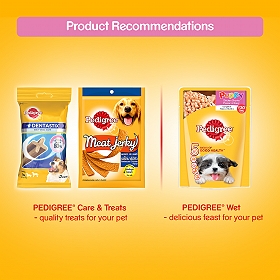 Product Recommendations
Pedigree
DENTASTIX
Pedigree
Meat Jerky
Pedigree
Puppy
PEDIGREE® Care & Treats
- quality treats for your pet
PEDIGREE® Wet
- delicious feast for your pet